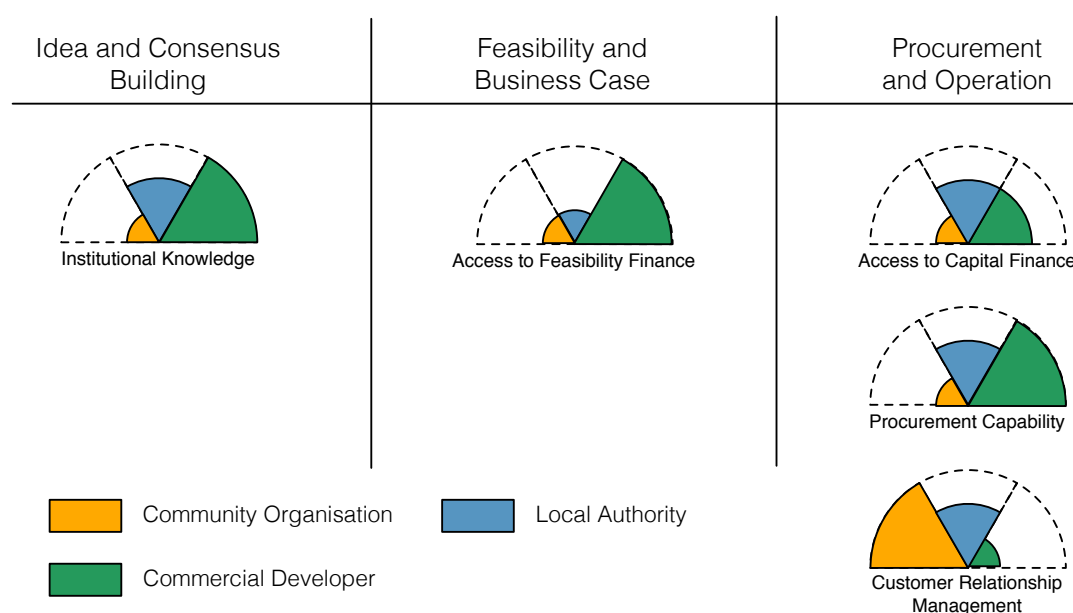 Idea and Consensus
Building
Feasibility and
Business Case
Procurement
and Operation
Institutional Knowledge
Access to Feasibility Finance
Access to Capital Finance
Procurement Capability
Customer Relationship
Management
Community Organisation
Local Authority
Commercial Developer